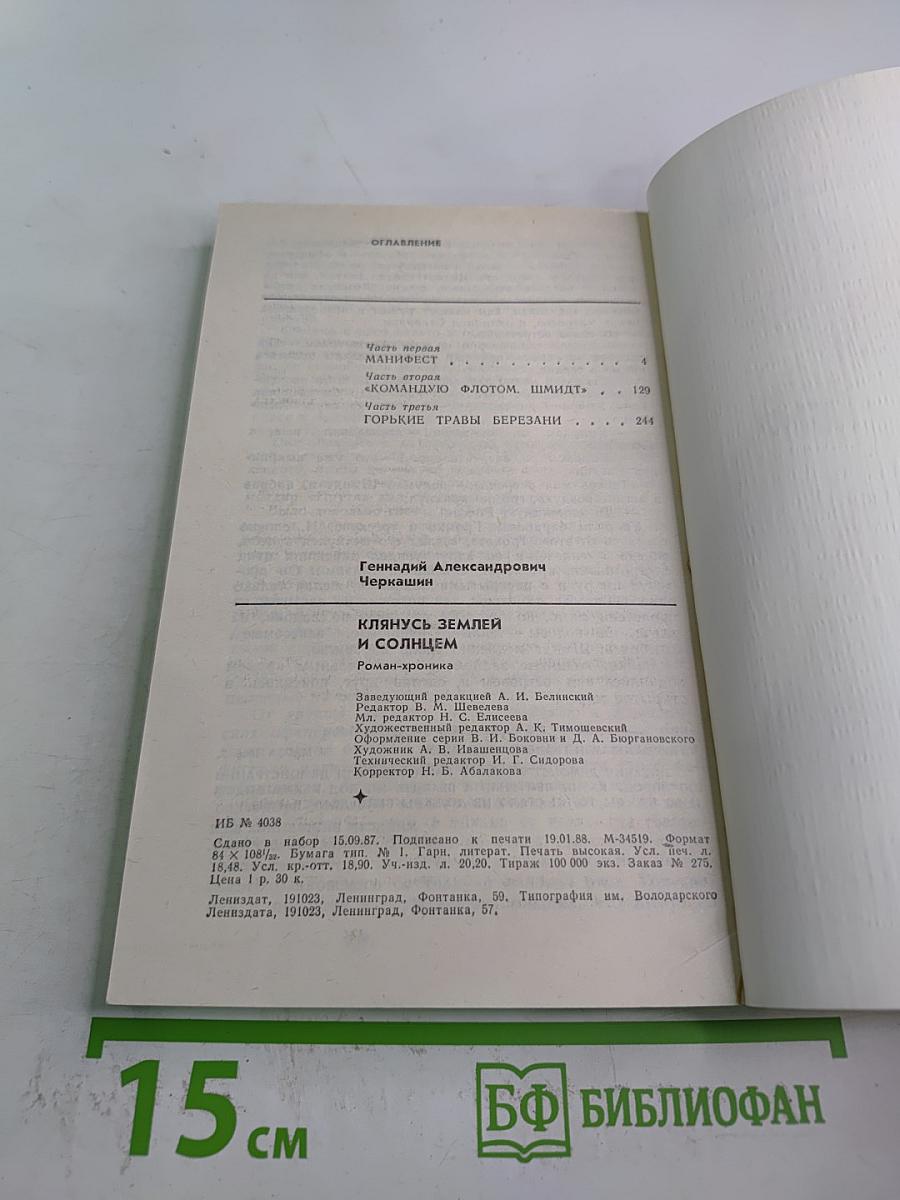 ОГЛАВЛЕНИЕ
Часть первая
МАНИФЕСТ . . . . . . . . . . . . 4
Часть вторая
«КОМАНДУЮ ФЛОТОМ. ШМИДТ» . . 129
Часть третья
ГОРЬКИЕ ТРАВЫ БЕРЕЗАНИ . . . . 244
Геннадий Александрович
Черкашин
КЛЯНУСЬ ЗЕМЛЕЙ
И СОЛНЦЕМ
Роман-хроника
Заведующий редакцией А. И. Белинский
Редактор В. М. Шевелева
Мл. редактор Н. С. Елисеева
Художественный редактор А. К. Тимошевский
Оформление серии В. И. Боковни и Д. А. Бюргановского
Художник А. В. Ивашенцова
Технический редактор И. Г. Сидорова
Корректор Н. Б. Абалакова
ИБ № 4038
Сдано в набор 15.09.87. Подписано к печати 19.01.88. М-34519. Формат
84 × 108¹/₃₂. Бумага тип. № 1. Гарн. литерат. Печать высокая. Усл. печ. л.
18,48. Усл. кр.-отт. 18,90. Уч.-изд. л. 20,20. Тираж 100 000 экз. Заказ № 275.
Цена 1 р. 30 к.
Лениздат, 191023, Ленинград, Фонтанка, 59. Типография им. Володарского
Лениздата, 191023, Ленинград, Фонтанка, 57.
15 см
БФ БИБЛИОФАН